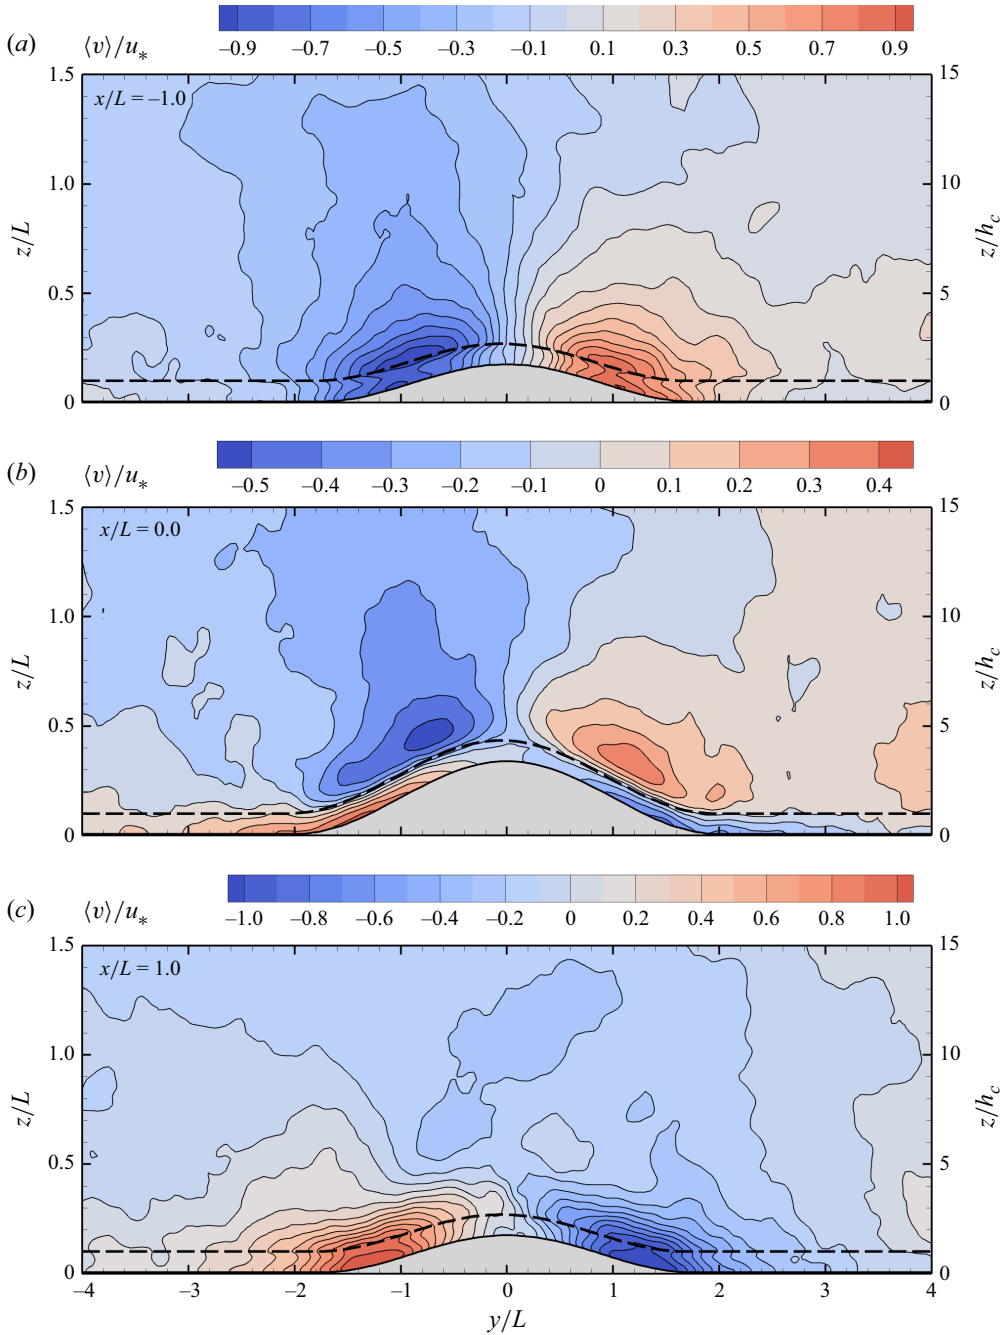 (a) ⟨v⟩/u* –0.9 –0.7 –0.5 –0.3 –0.1 0.1 0.3 0.5 0.7 0.9
1.5 15
x/L = –1.0
1.0 10
z/L z/h_c
0.5 5
0 0
(b) ⟨v⟩/u* –0.5 –0.4 –0.3 –0.2 –0.1 0 0.1 0.2 0.3 0.4
1.5 15
x/L = 0.0
1.0 10
z/L z/h_c
0.5 5
0 0
(c) ⟨v⟩/u* –1.0 –0.8 –0.6 –0.4 –0.2 0 0.2 0.4 0.6 0.8 1.0
1.5 15
x/L = 1.0
1.0 10
z/L z/h_c
0.5 5
0 0
–4 –3 –2 –1 0 1 2 3 4
y/L